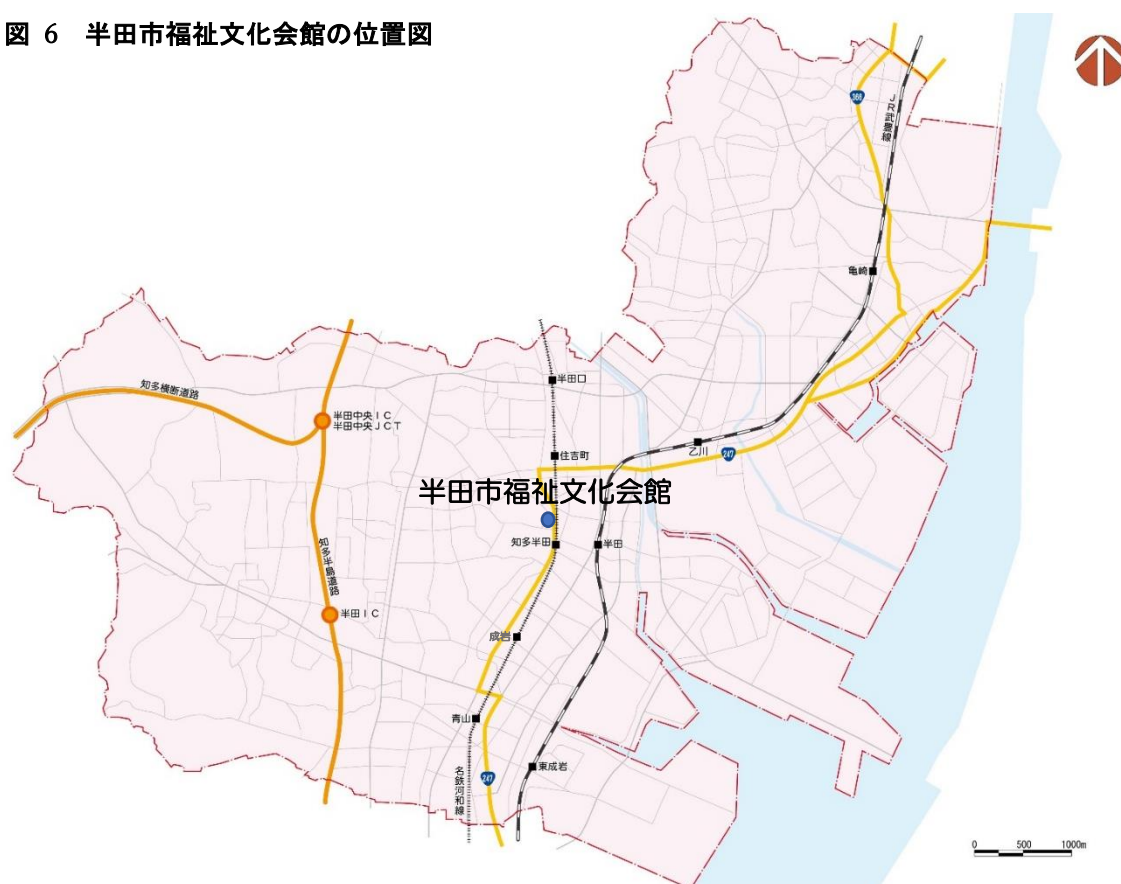 図 6 半田市福祉文化会館の位置図
366
JR武豊線
亀崎
知多横断道路
半田中央IC
半田中央JCT
半田口
住吉町
乙川
247
半田市福祉文化会館
知多半田
半田
知多半島道路
半田IC
成岩
青山
東成岩
名鉄河和線
247
0 500 1000m